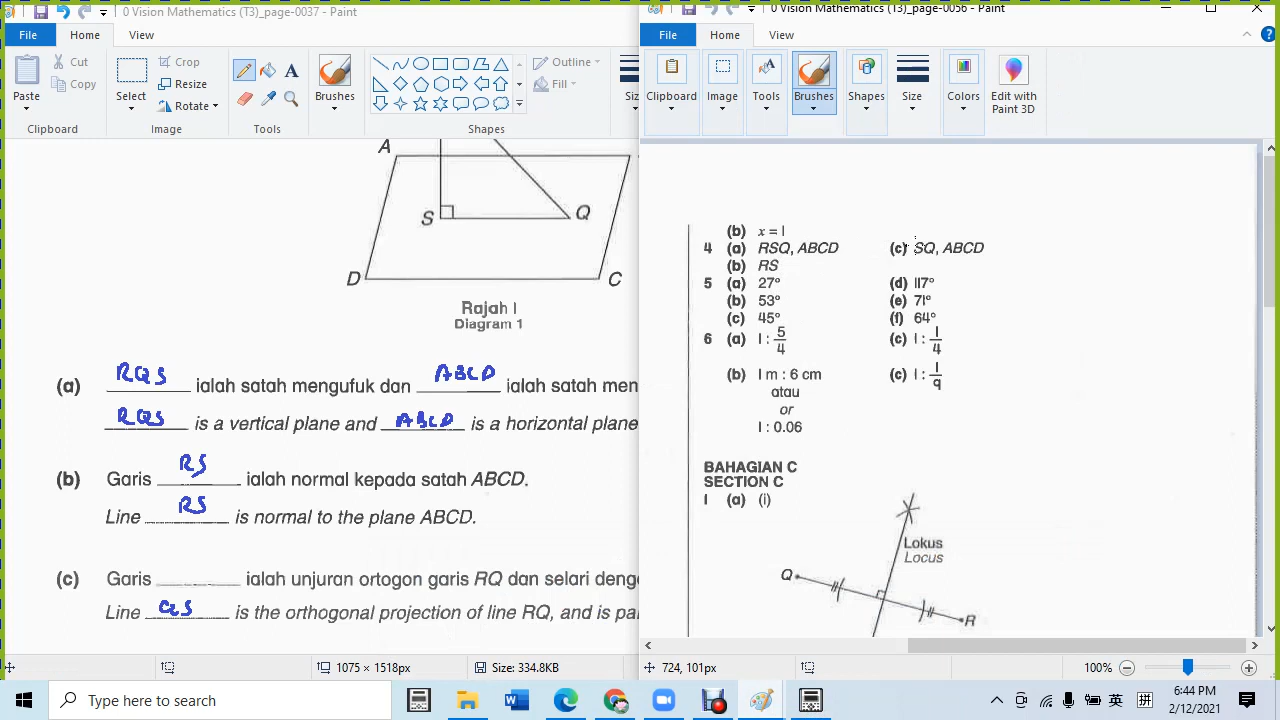 0 Vision Mathematics (T3)_page-0037 - Paint
File
Home
View
Paste
Cut
Copy
Clipboard
Select
Crop
Resize
Rotate
Image
A
Tools
Brushes
Outline
Fill
Shapes
Si
A
S
Q
D
C
Rajah 1
Diagram 1
(a) RQS ialah satah mengufuk dan ABCD ialah satah men
RQS is a vertical plane and ABCD is a horizontal plane
(b) Garis RS ialah normal kepada satah ABCD.
Line RS is normal to the plane ABCD.
(c) Garis ______ ialah unjuran ortogon garis RQ dan selari denga
Line QS is the orthogonal projection of line RQ, and is pa
1075 × 1518px
Size: 334.8KB
0 Vision Mathematics (T3)_page-0056 - Paint
File
Home
View
Clipboard
Image
Tools
Brushes
Shapes
Size
Colors
Edit with
Paint 3D
(b) x = 1
4 (a) RSQ, ABCD (c) SQ, ABCD
(b) RS
5 (a) 27° (d) 117°
(b) 53° (e) 71°
(c) 45° (f) 64°
6 (a) 1 : 5/4 (c) 1 : 1/4
(b) 1 m : 6 cm (c) 1 : 1/9
atau
or
1 : 0.06
BAHAGIAN C
SECTION C
1 (a) (i)
Lokus
Locus
Q
R
724, 101px
100%
Type here to search
英
拼
6:44 PM
2/12/2021